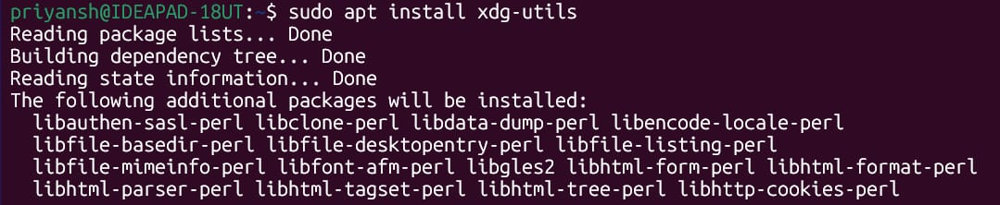 priyansh@IDEAPAD-18UT:~$ sudo apt install xdg-utils
Reading package lists... Done
Building dependency tree... Done
Reading state information... Done
The following additional packages will be installed:
  libauthen-sasl-perl libclone-perl libdata-dump-perl libencode-locale-perl
  libfile-basedir-perl libfile-desktopentry-perl libfile-listing-perl
  libfile-mimeinfo-perl libfont-afm-perl libgles2 libhtml-form-perl libhtml-format-perl
  libhtml-parser-perl libhtml-tagset-perl libhtml-tree-perl libhttp-cookies-perl